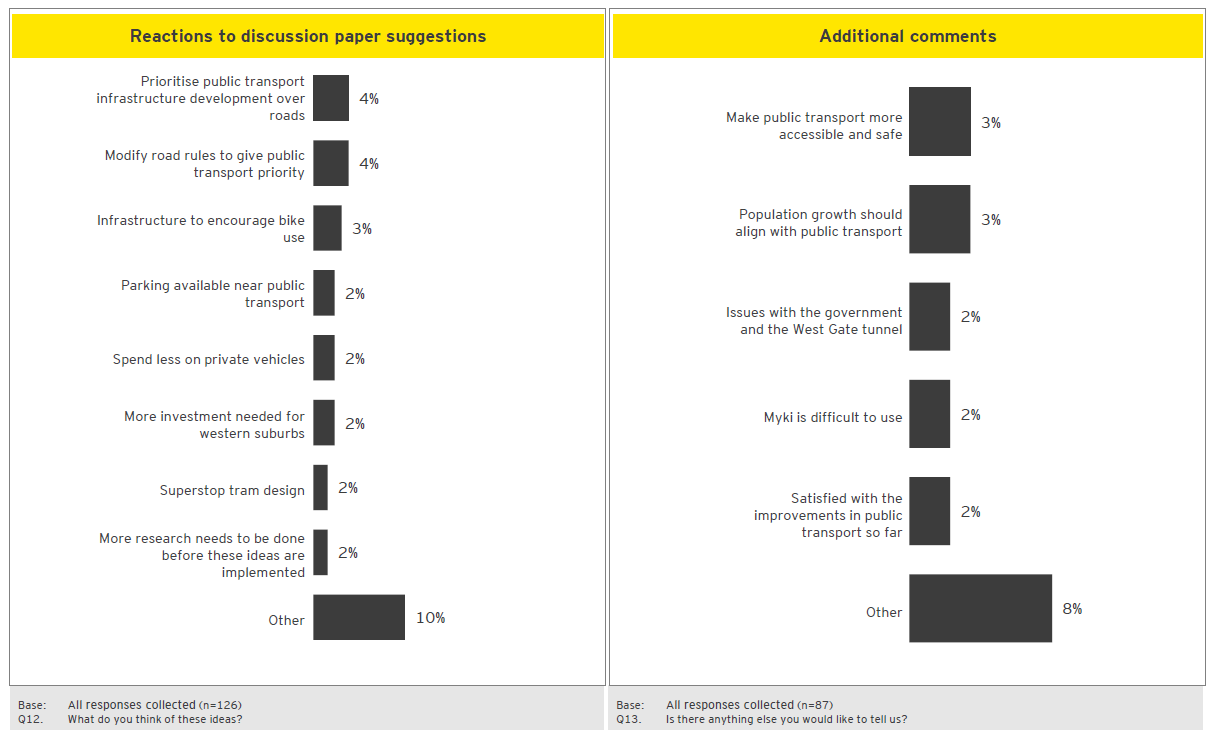 Reactions to discussion paper suggestions
Prioritise public transport
infrastructure development over
roads
4%
Modify road rules to give public
transport priority
4%
Infrastructure to encourage bike
use
3%
Parking available near public
transport
2%
Spend less on private vehicles
2%
More investment needed for
western suburbs
2%
Superstop tram design
2%
More research needs to be done
before these ideas are
implemented
2%
Other
10%
Base: All responses collected (n=126)
Q12. What do you think of these ideas?
Additional comments
Make public transport more
accessible and safe
3%
Population growth should
align with public transport
3%
Issues with the government
and the West Gate tunnel
2%
Myki is difficult to use
2%
Satisfied with the
improvements in public
transport so far
2%
Other
8%
Base: All responses collected (n=87)
Q13. Is there anything else you would like to tell us?